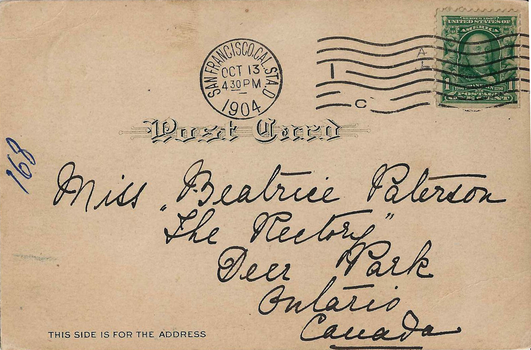 SAN FRANCISCO, CAL. STA. D
OCT 13
4 30 PM
1904
1
C
Post Card
168
Miss Beatrice Paterson
"The Rectory"
Deer Park
Ontario
Canada
THIS SIDE IS FOR THE ADDRESS